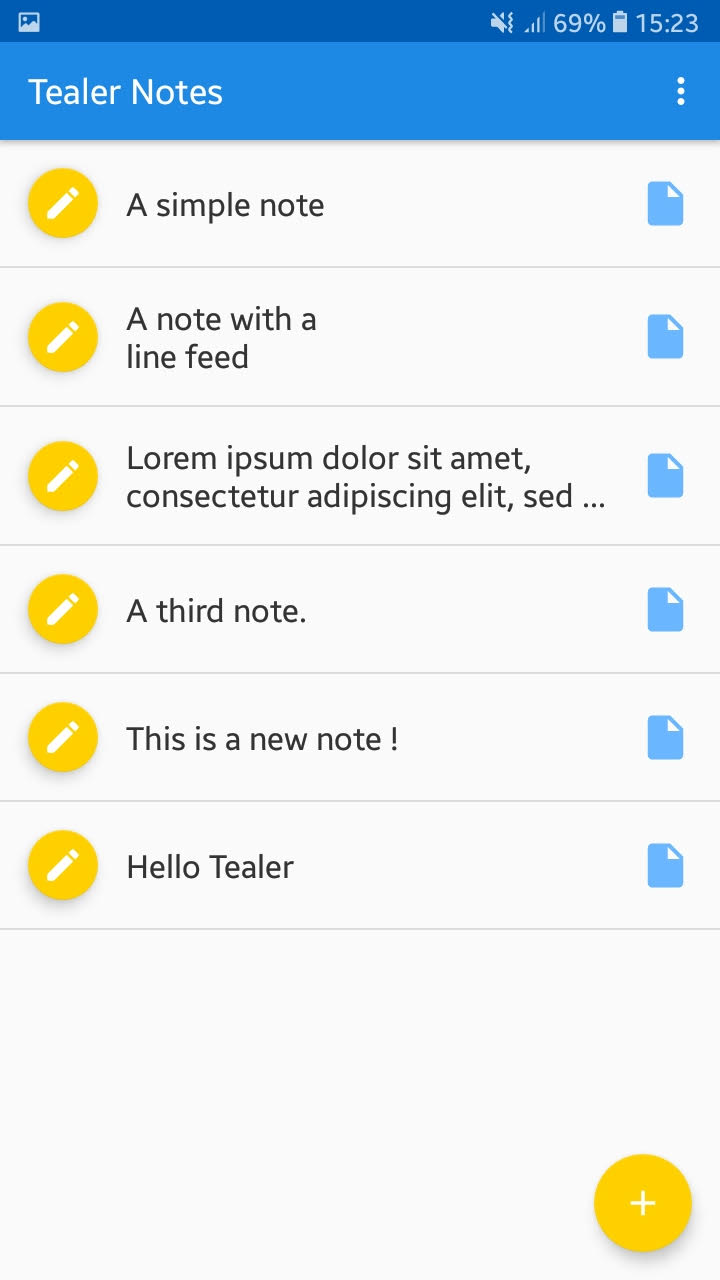 69% 15:23
Tealer Notes
A simple note
A note with a
line feed
Lorem ipsum dolor sit amet,
consectetur adipiscing elit, sed ...
A third note.
This is a new note !
Hello Tealer
+